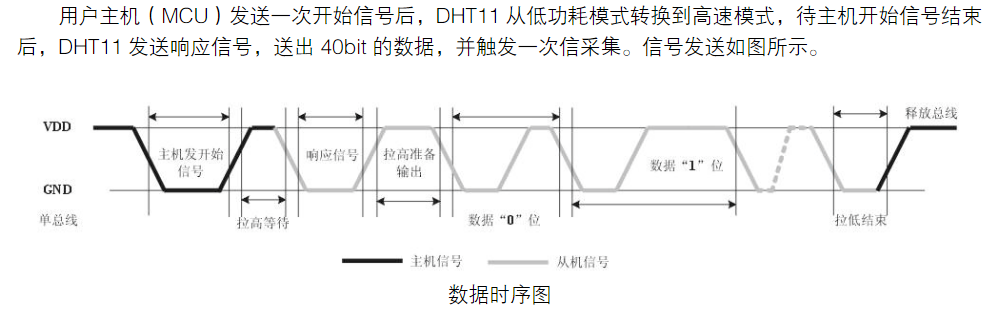 用户主机（MCU）发送一次开始信号后，DHT11 从低功耗模式转换到高速模式，待主机开始信号结束
后，DHT11 发送响应信号，送出 40bit 的数据，并触发一次信采集。信号发送如图所示。
VDD
释放总线
主机发开始
信号
响应信号
拉高准备
输出
数据“1”位
GND
单总线
拉高等待
数据“0”位
拉低结束
主机信号
从机信号
数据时序图